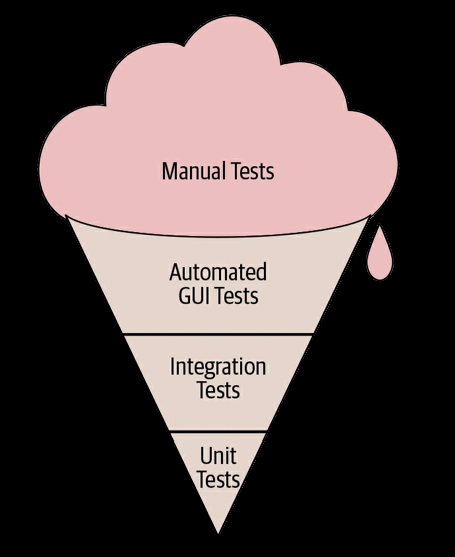 Manual Tests
Automated
GUI Tests
Integration
Tests
Unit
Tests